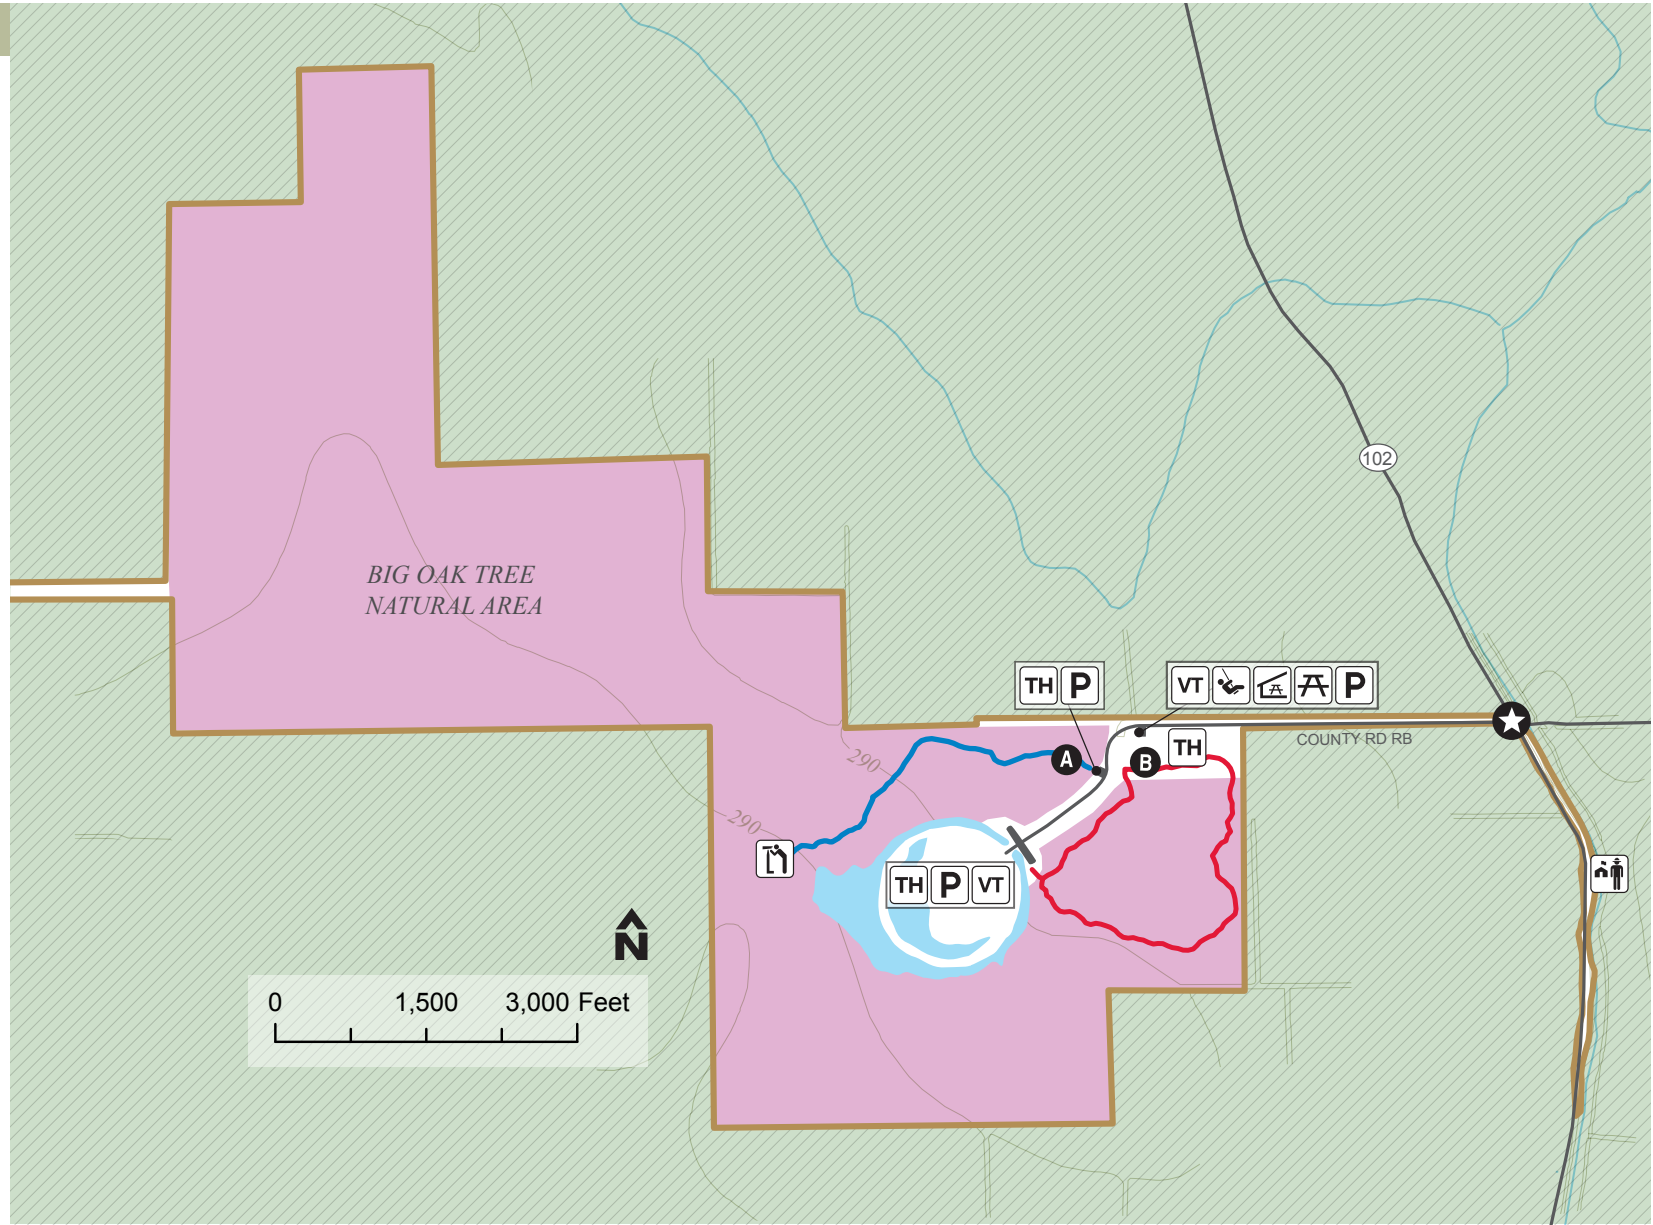 102
BIG OAK TREE
NATURAL AREA
TH P
VT P
COUNTY RD RB
A
B
TH
290
290
TH P VT
N
0 1,500 3,000 Feet